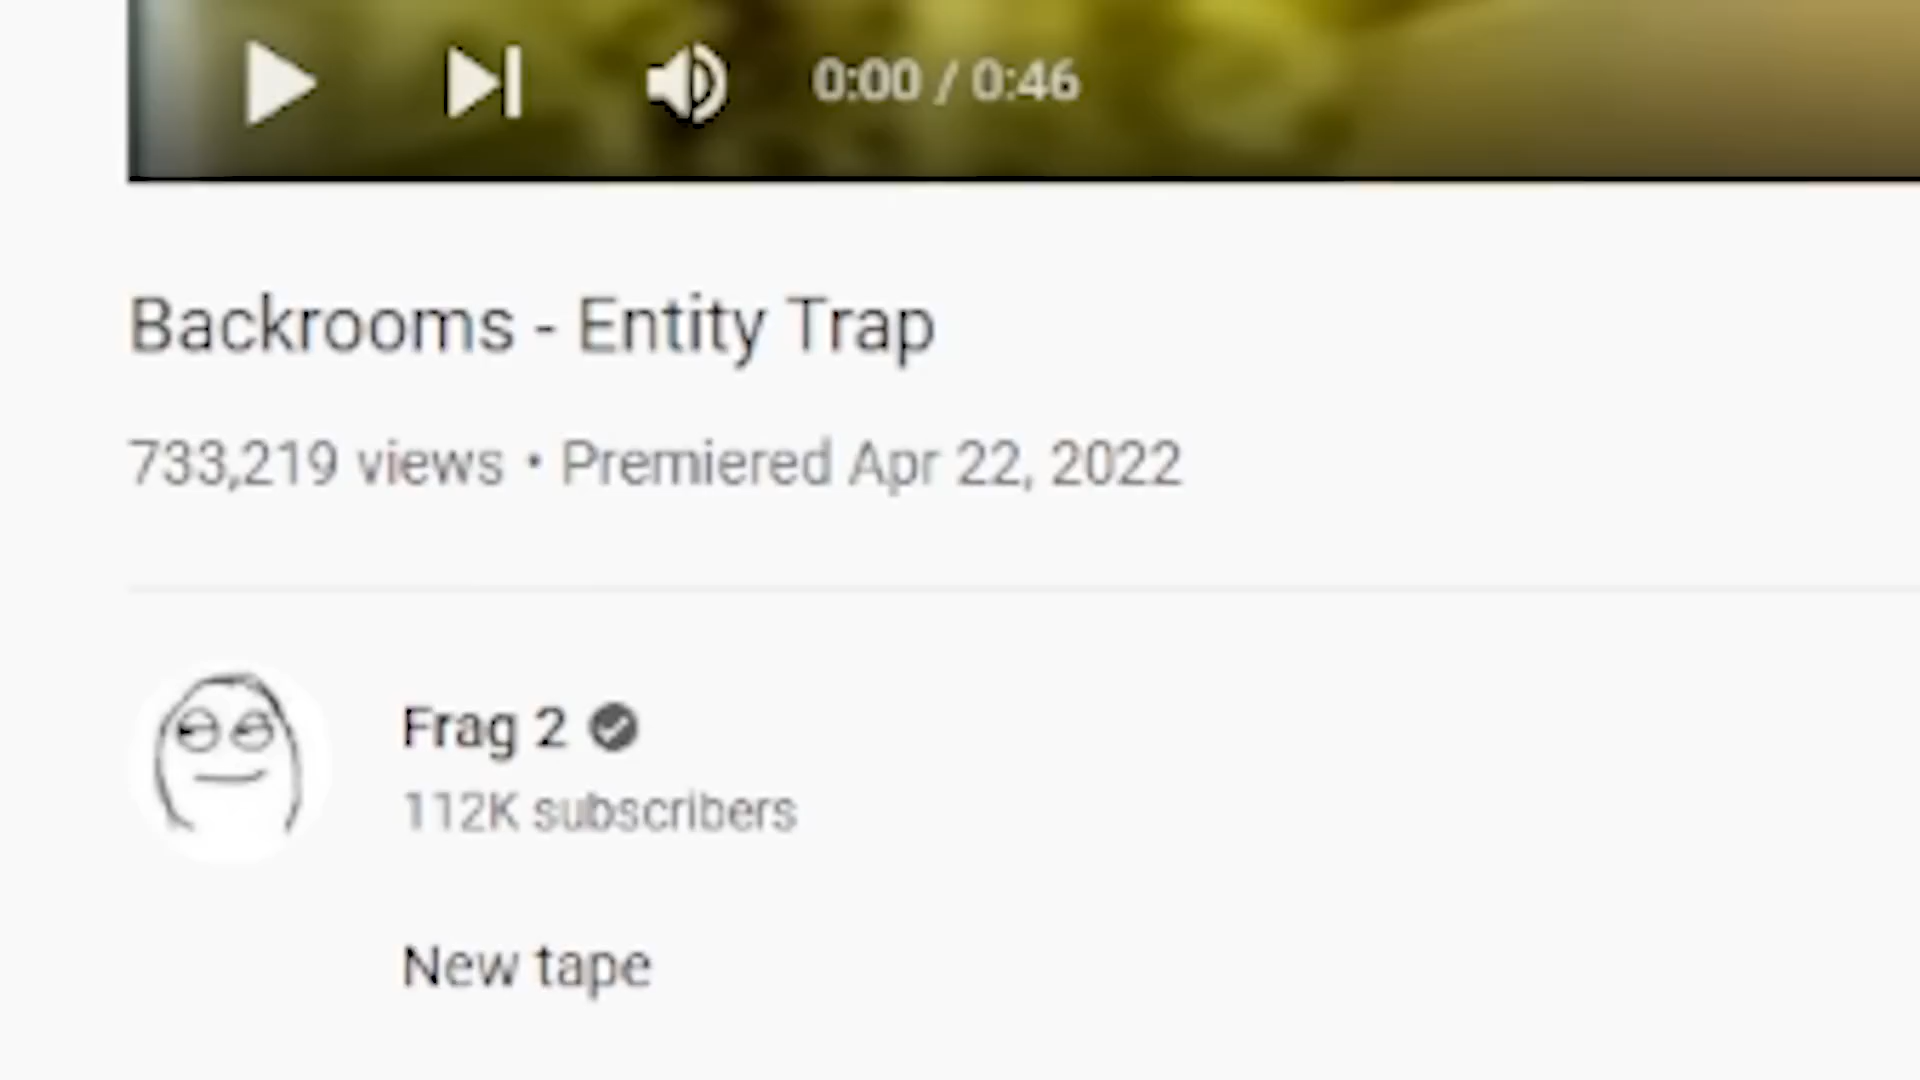 0:00 / 0:46
Backrooms - Entity Trap
733,219 views • Premiered Apr 22, 2022
Frag 2
112K subscribers
New tape